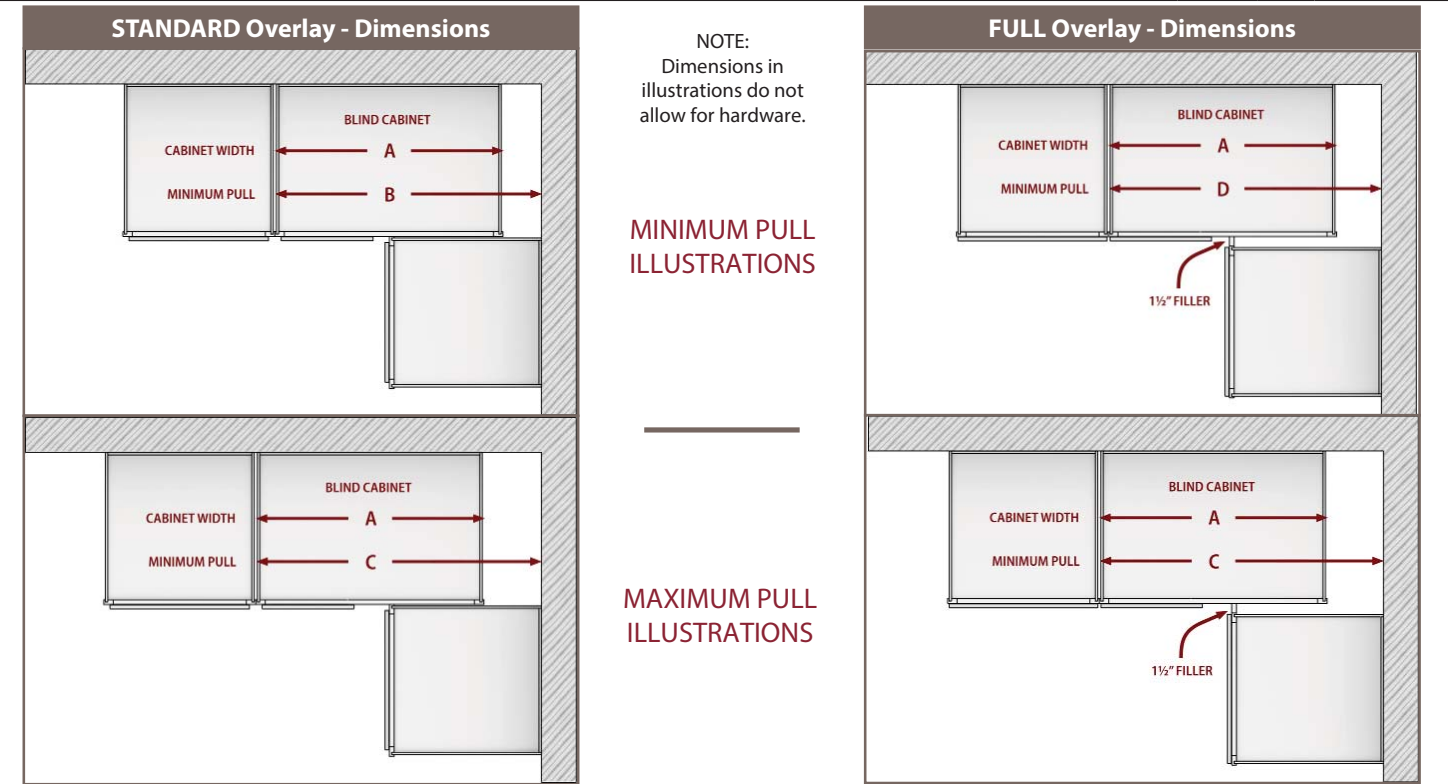 STANDARD Overlay - Dimensions
BLIND CABINET
CABINET WIDTH
A
MINIMUM PULL
B
BLIND CABINET
CABINET WIDTH
A
MINIMUM PULL
C
NOTE:
Dimensions in
illustrations do not
allow for hardware.
MINIMUM PULL
ILLUSTRATIONS
MAXIMUM PULL
ILLUSTRATIONS
FULL Overlay - Dimensions
BLIND CABINET
CABINET WIDTH
A
MINIMUM PULL
D
1½" FILLER
BLIND CABINET
CABINET WIDTH
A
MINIMUM PULL
C
1½" FILLER